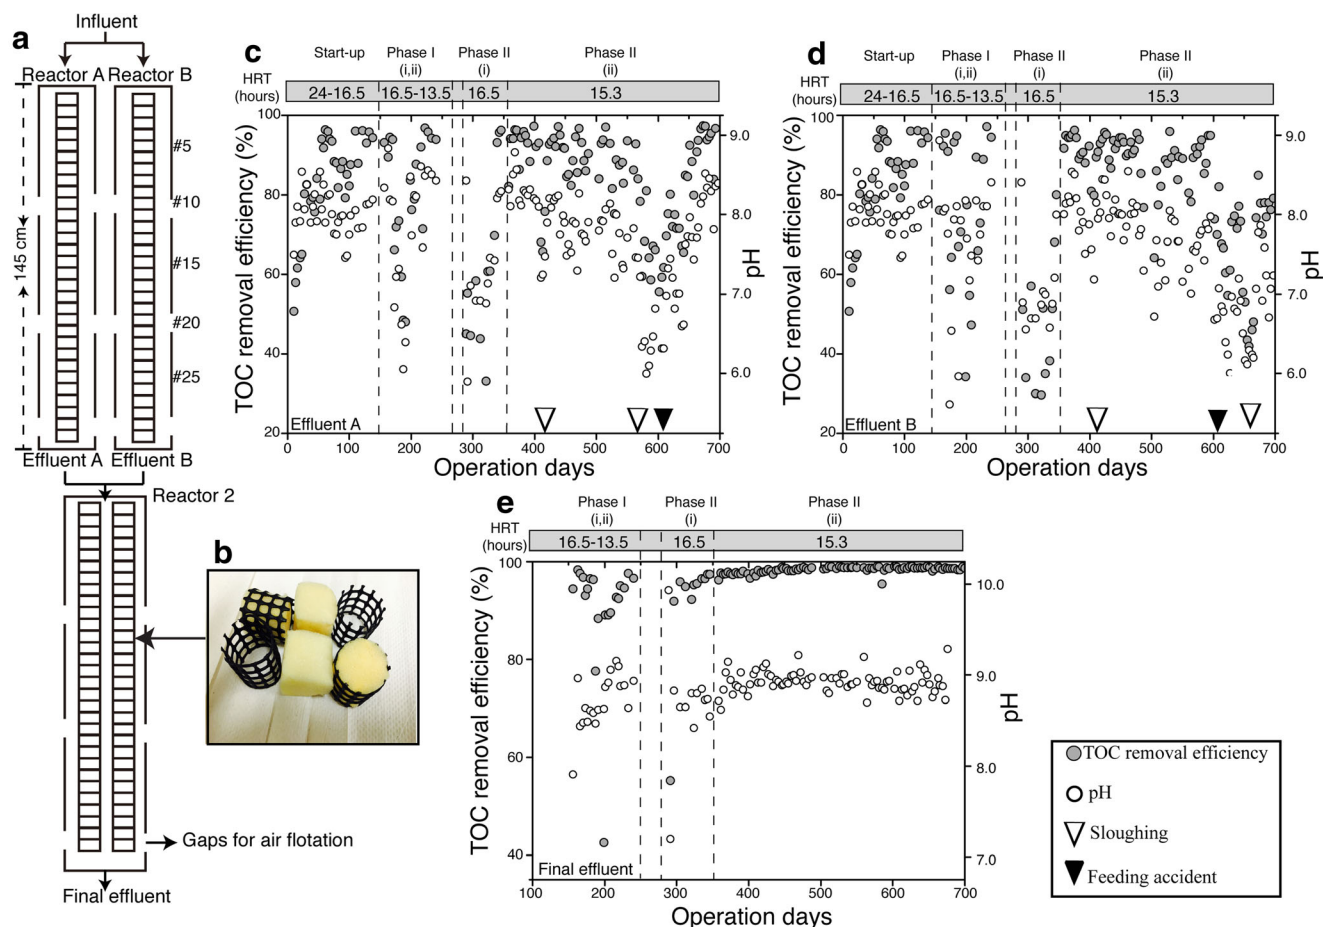 a
Influent
Reactor A Reactor B
145 cm
#5
#10
#15
#20
#25
Effluent A Effluent B
Reactor 2
b
Gaps for air flotation
Final effluent
c
Start-up Phase I (i,ii) Phase II (i) Phase II (ii)
HRT (hours) 24-16.5 16.5-13.5 16.5 15.3
TOC removal efficiency (%)
100
80
60
40
20
9.0
8.0
7.0
6.0
pH
Effluent A
0 100 200 300 400 500 600 700
Operation days
d
Start-up Phase I (i,ii) Phase II (i) Phase II (ii)
HRT (hours) 24-16.5 16.5-13.5 16.5 15.3
TOC removal efficiency (%)
100
80
60
40
20
9.0
8.0
7.0
6.0
pH
Effluent B
0 100 200 300 400 500 600 700
Operation days
e
Phase I (i,ii) Phase II (i) Phase II (ii)
HRT (hours) 16.5-13.5 16.5 15.3
TOC removal efficiency (%)
100
80
60
40
10.0
9.0
8.0
7.0
pH
Final effluent
100 200 300 400 500 600 700
Operation days
TOC removal efficiency
pH
Sloughing
Feeding accident